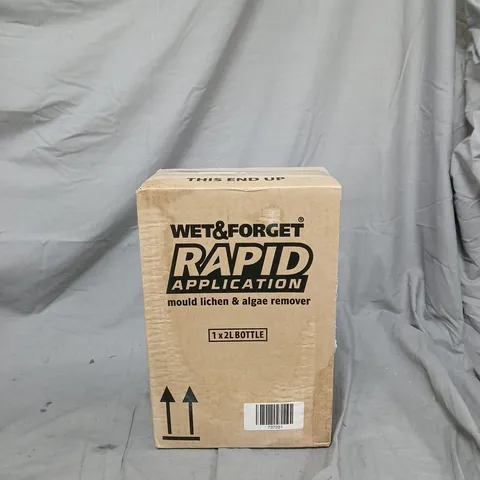 THIS END UP
WET&FORGET®
RAPID
APPLICATION
mould lichen & algae remover
1 x 2L BOTTLE